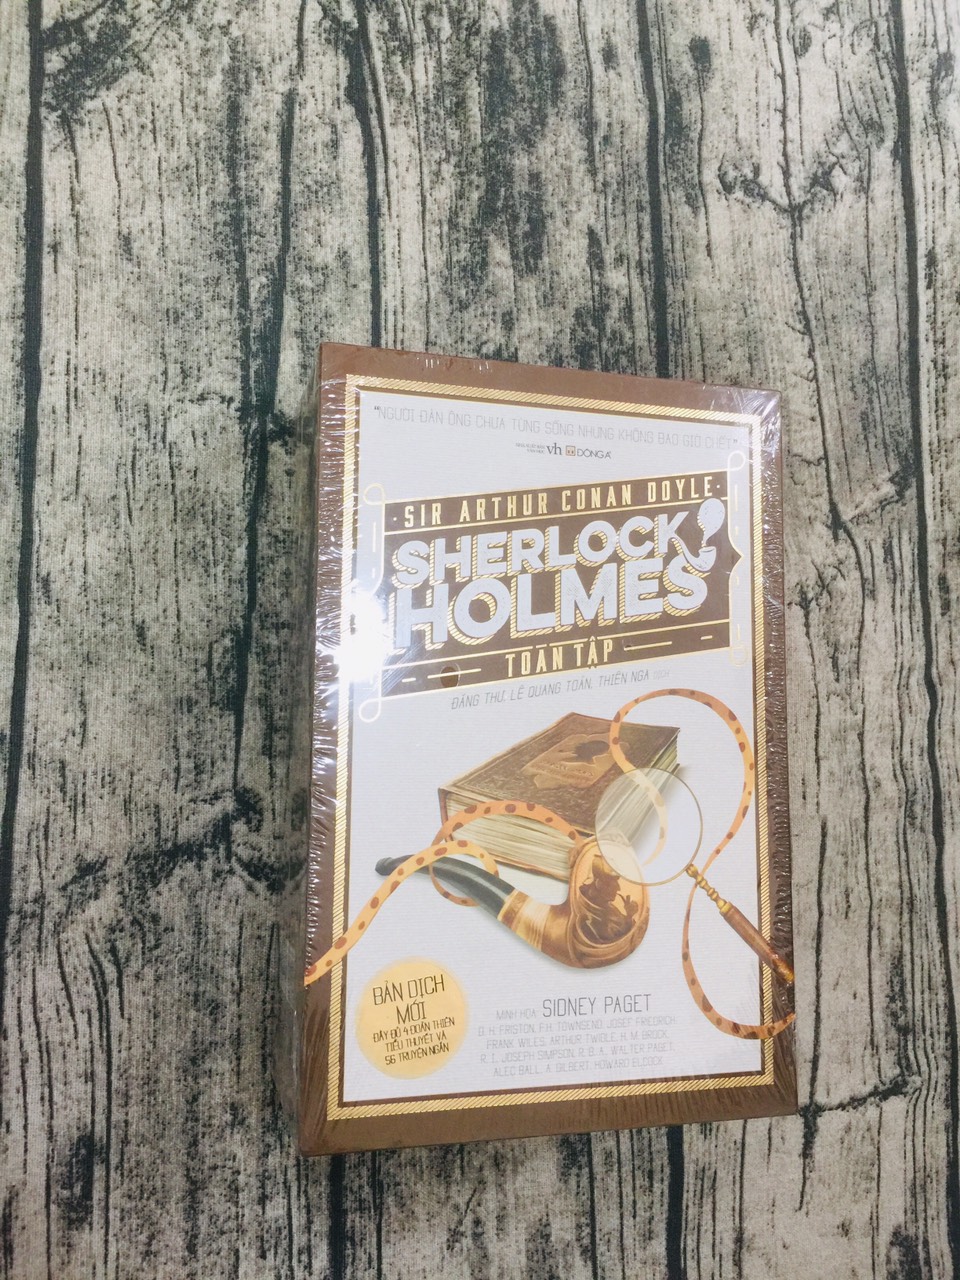 "NGƯỜI ĐÀN ÔNG CHƯA TỪNG SỐNG NHƯNG KHÔNG BAO GIỜ CHẾT"
vh ĐÔNG A
SIR ARTHUR CONAN DOYLE
SHERLOCK
HOLMES
TOÀN TẬP
ĐĂNG THƯ, LÊ QUANG TOẢN, THIÊN NGA
BẢN DỊCH
MỚI
ĐẦY ĐỦ 4 ĐOẢN THIÊN
TIỂU THUYẾT VÀ
56 TRUYỆN NGẮN
MINH HỌA SIDNEY PAGET
G. H. FRISTON, F.H. TOWNSEND, JOSEF FRIEDRICH
FRANK WILES, ARTHUR TWIDLE, H. M. BROCK
R. I., JOSEPH SIMPSON, R. B. A., WALTER PAGET
ALEC BALL, A. GILBERT, HOWARD ELCOCK